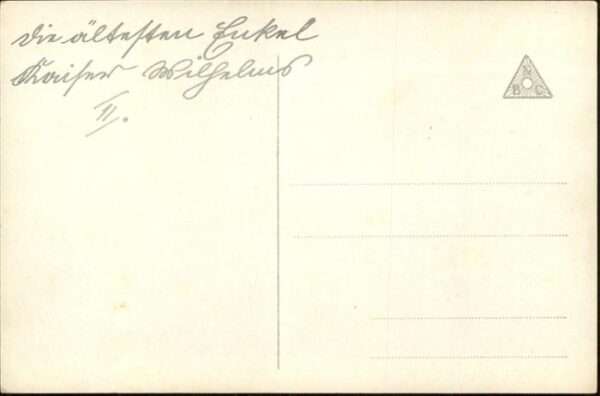 die ältesten Enkel
Kaiser Wilhelms
II.
N
B C